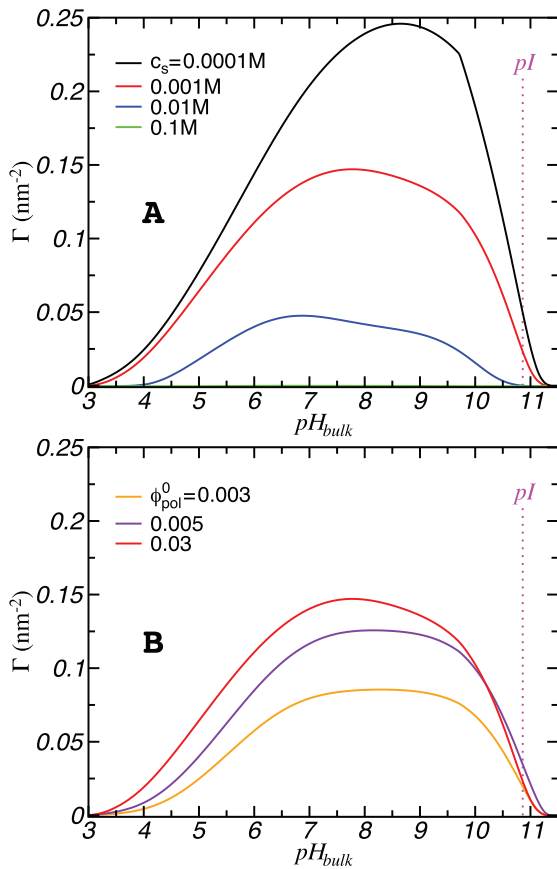 0.25
0.2
0.15
0.1
0.05
0
Γ (nm⁻²)
cₛ=0.0001M
0.001M
0.01M
0.1M
A
pI
3 4 5 6 7 8 9 10 11
pH_bulk
0.25
0.2
0.15
0.1
0.05
0
Γ (nm⁻²)
ϕ⁰_pol=0.003
0.005
0.03
B
pI
3 4 5 6 7 8 9 10 11
pH_bulk